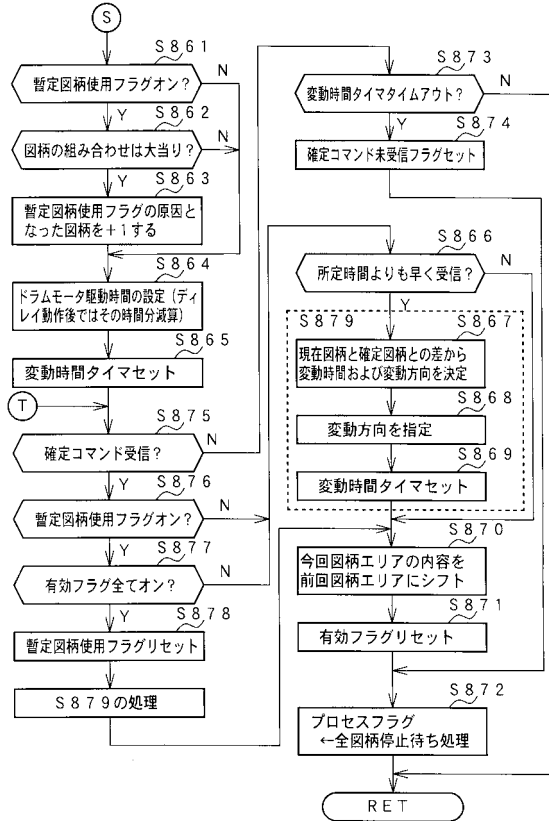 S
S861
暫定図柄使用フラグオン?
N
Y
S862
図柄の組み合わせは大当り?
N
Y
S863
暫定図柄使用フラグの原因と
なった図柄を+1する
S864
ドラムモータ駆動時間の設定(ディ
レイ動作後ではその時間分減算)
S865
変動時間タイマセット
T
S875
確定コマンド受信?
N
Y
S876
暫定図柄使用フラグオン?
N
Y
S877
有効フラグ全てオン?
N
Y
S878
暫定図柄使用フラグリセット
S879の処理
S873
変動時間タイマタイムアウト?
N
Y
S874
確定コマンド未受信フラグセット
S866
所定時間よりも早く受信?
N
Y
S879
S867
現在図柄と確定図柄との差から
変動時間および変動方向を決定
S868
変動方向を指定
S869
変動時間タイマセット
S870
今回図柄エリアの内容を
前回図柄エリアにシフト
S871
有効フラグリセット
S872
プロセスフラグ
←全図柄停止待ち処理
RET